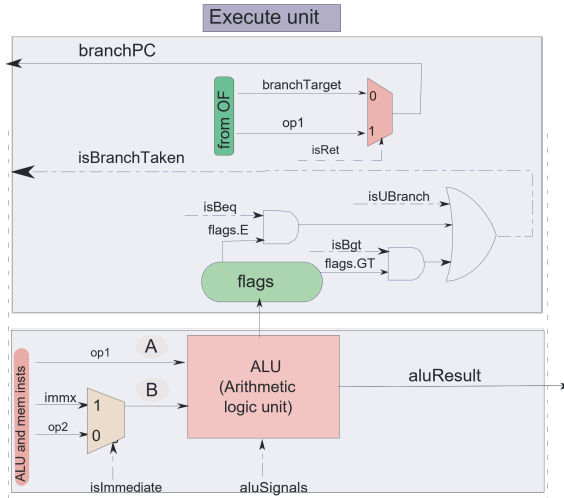 Execute unit
branchPC
branchTarget
0
from OF
op1
1
isRet
isBranchTaken
isUBranch
isBeq
flags.E
isBgt
flags.GT
flags
A
op1
ALU
(Arithmetic
logic unit)
aluResult
ALU and mem insts
B
immx
1
op2
0
isImmediate
aluSignals